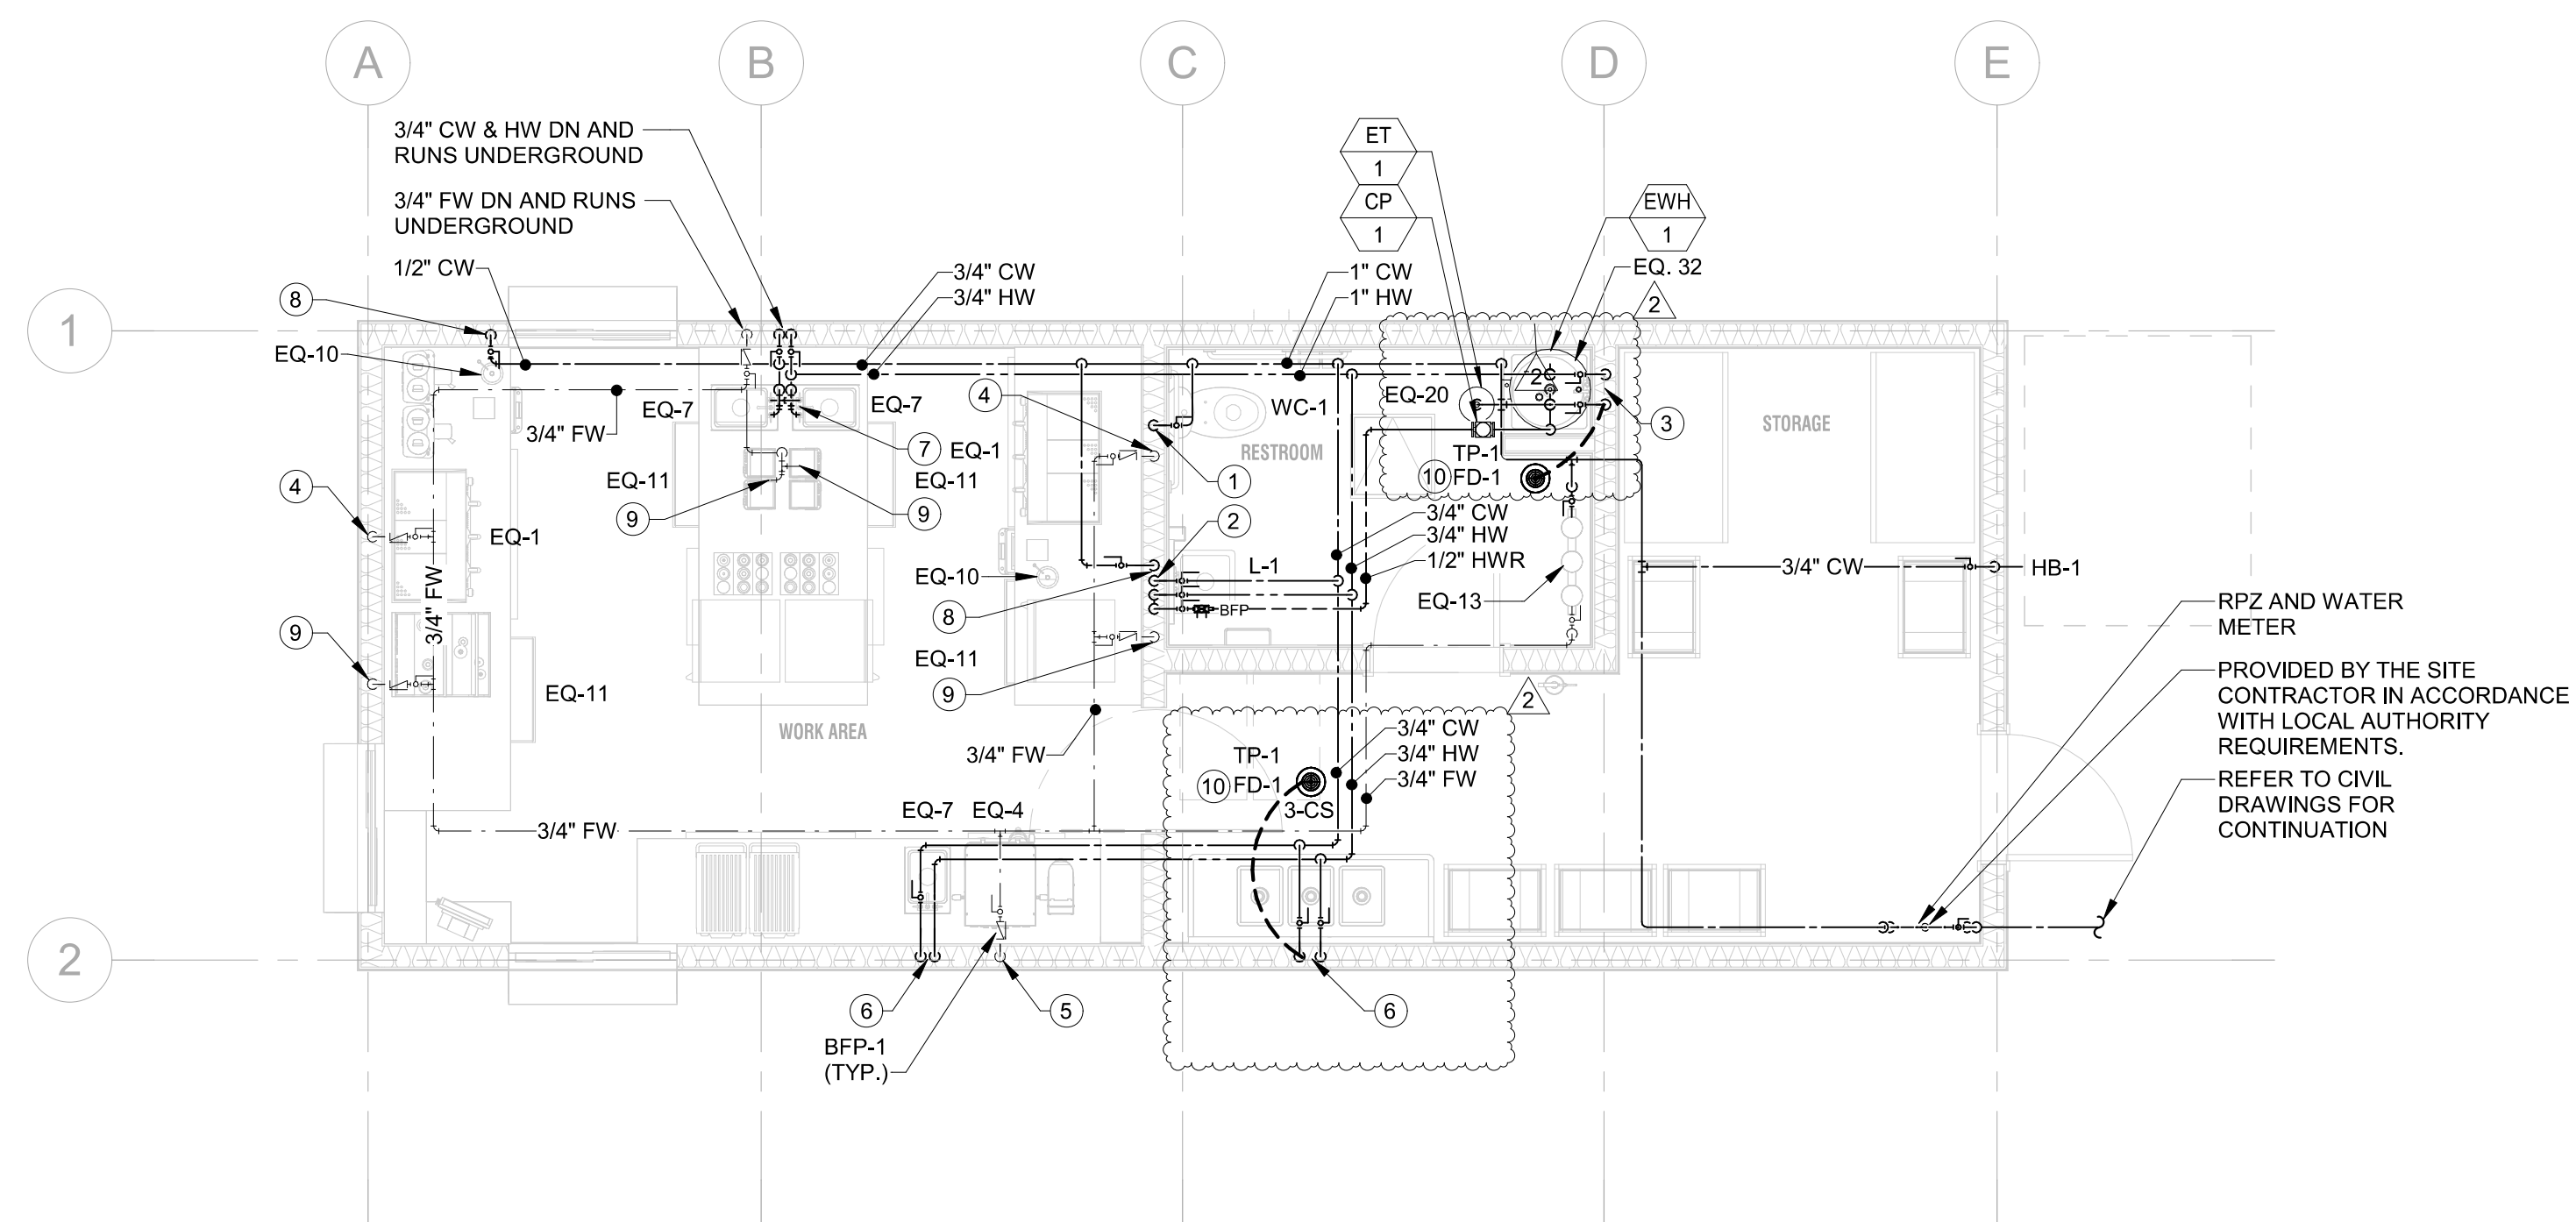 A
B
C
D
E
1
2
3/4" CW & HW DN AND
RUNS UNDERGROUND
3/4" FW DN AND RUNS
UNDERGROUND
1/2" CW
8
EQ-10
3/4" CW
3/4" HW
ET
1
CP
1
EWH
1
EQ. 32
1" CW
1" HW
2
2
EQ-7
3/4" FW
EQ-7
7
4
EQ-1
WC-1
RESTROOM
EQ-20
TP-1
10
FD-1
3
STORAGE
4
EQ-1
EQ-11
9
EQ-11
9
1
2
3/4" CW
3/4" HW
1/2" HWR
3/4" FW
EQ-10
8
L-1
BFP
EQ-13
3/4" CW
HB-1
9
EQ-11
EQ-11
9
WORK AREA
3/4" FW
2
RPZ AND WATER
METER
PROVIDED BY THE SITE
CONTRACTOR IN ACCORDANCE
WITH LOCAL AUTHORITY
REQUIREMENTS.
REFER TO CIVIL
DRAWINGS FOR
CONTINUATION
TP-1
10
FD-1
3-CS
3/4" CW
3/4" HW
3/4" FW
3/4" FW
EQ-7
EQ-4
6
BFP-1
(TYP.)
5
6